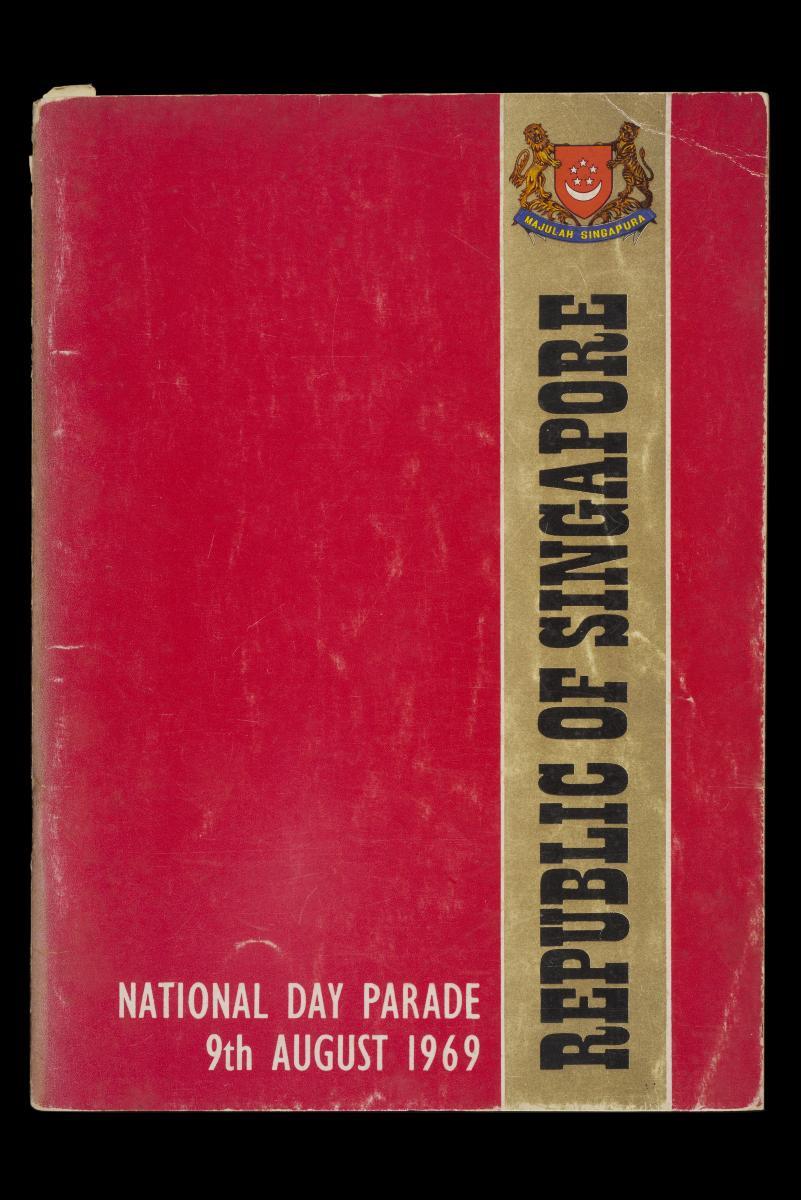 MAJULAH SINGAPURA
REPUBLIC OF SINGAPORE
NATIONAL DAY PARADE
9th AUGUST 1969